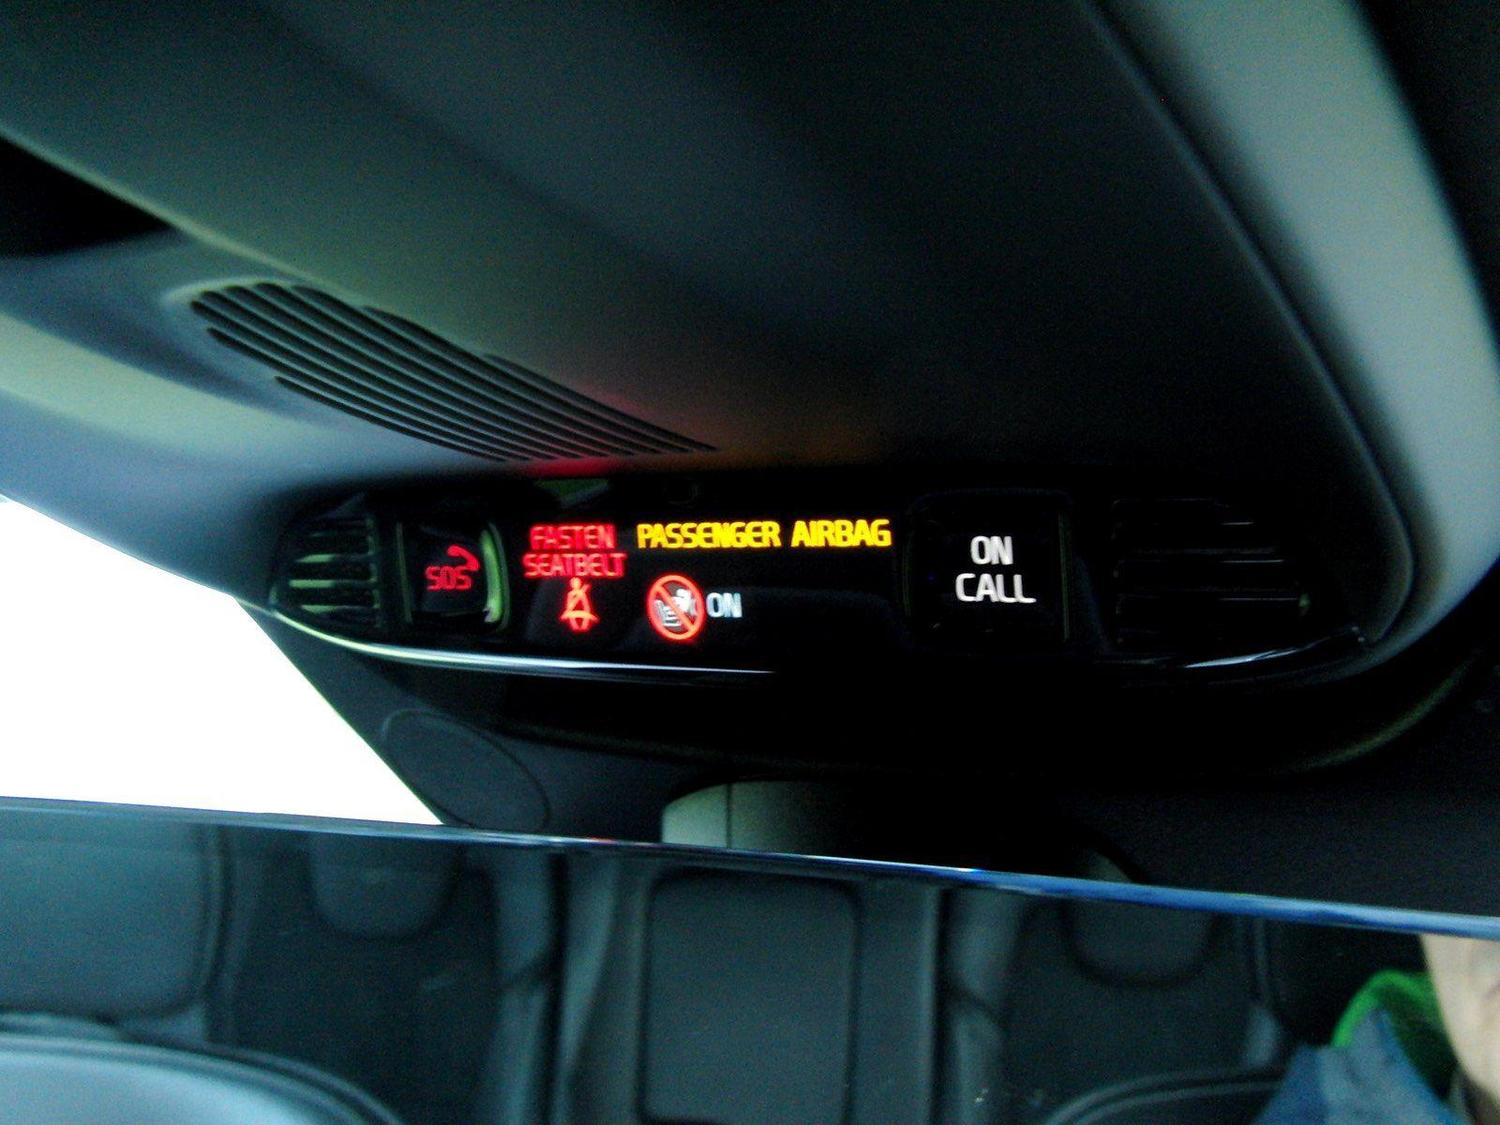 SOS
FASTEN
SEATBELT
PASSENGER AIRBAG
ON
ON
CALL